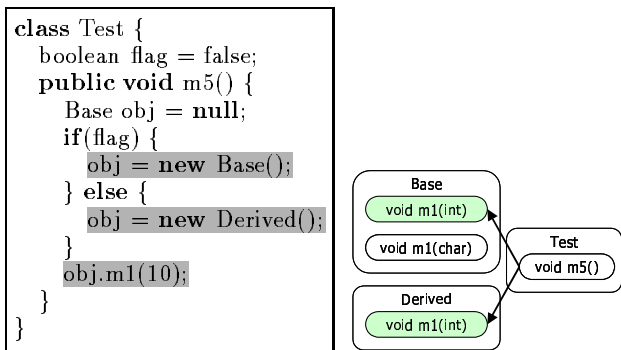 class Test {
boolean flag = false;
public void m5() {
Base obj = null;
if(flag) {
obj = new Base();
} else {
obj = new Derived();
}
obj.m1(10);
}
}
Base
void m1(int)
void m1(char)
Test
void m5()
Derived
void m1(int)